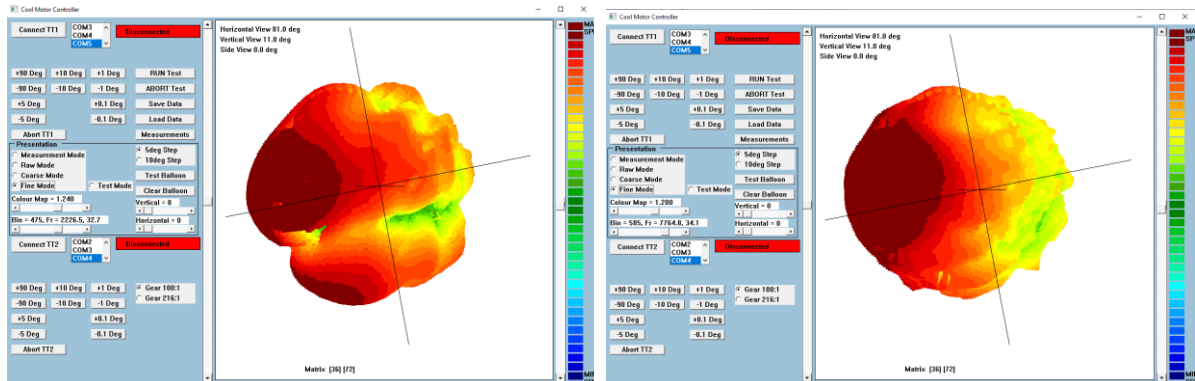 Cool Motor Controller
Connect TT1
COM3
COM4
COM5
Disconnected
+90 Deg
+10 Deg
+1 Deg
RUN Test
-90 Deg
-10 Deg
-1 Deg
ABORT Test
+5 Deg
+0.1 Deg
Save Data
-5 Deg
-0.1 Deg
Load Data
Abort TT1
Measurements
Presentation
Measurement Mode
Raw Mode
Coarse Mode
Fine Mode
Test Mode
5deg Step
10deg Step
Test Balloon
Clear Balloon
Colour Map = 1.240
Vertical = 0
Bin = 475, Fr = 2226.5, 32.7
Horizontal = 0
Connect TT2
COM2
COM3
COM4
Disconnected
+90 Deg
+10 Deg
+1 Deg
Gear 100:1
-90 Deg
-10 Deg
-1 Deg
Gear 216:1
+5 Deg
+0.1 Deg
-5 Deg
-0.1 Deg
Abort TT2
Horizontal View 81.0 deg
Vertical View 11.0 deg
Side View 0.0 deg
Matrix [36] [72]
Cool Motor Controller
Connect TT1
COM3
COM4
COM5
Disconnected
+90 Deg
+10 Deg
+1 Deg
RUN Test
-90 Deg
-10 Deg
-1 Deg
ABORT Test
+5 Deg
+0.1 Deg
Save Data
-5 Deg
-0.1 Deg
Load Data
Abort TT1
Measurements
Presentation
Measurement Mode
Raw Mode
Coarse Mode
Fine Mode
Test Mode
5deg Step
10deg Step
Test Balloon
Clear Balloon
Colour Map = 1.200
Vertical = 0
Bin = 585, Fr = 7764.8, 34.1
Horizontal = 0
Connect TT2
COM2
COM3
COM4
Disconnected
+90 Deg
+10 Deg
+1 Deg
Gear 100:1
-90 Deg
-10 Deg
-1 Deg
Gear 216:1
+5 Deg
+0.1 Deg
-5 Deg
-0.1 Deg
Abort TT2
Horizontal View 81.0 deg
Vertical View 11.0 deg
Side View 0.0 deg
Matrix [36] [72]